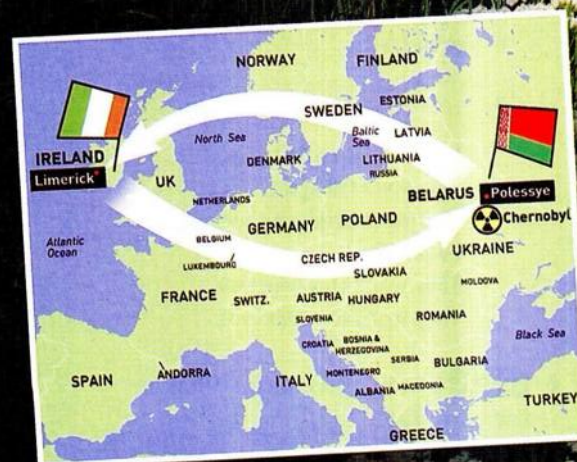 NORWAY
FINLAND
SWEDEN
ESTONIA
North Sea
Baltic
Sea
LATVIA
IRELAND
Limerick
DENMARK
LITHUANIA
RUSSIA
UK
NETHERLANDS
BELARUS
Polessye
Chernobyl
Atlantic
Ocean
BELGIUM
GERMANY
POLAND
UKRAINE
LUXEMBOURG
CZECH REP.
SLOVAKIA
MOLDOVA
FRANCE
SWITZ.
AUSTRIA
HUNGARY
SLOVENIA
ROMANIA
CROATIA
BOSNIA &
HERZEGOVINA
Black Sea
SERBIA
SPAIN
ANDORRA
ITALY
MONTENEGRO
BULGARIA
ALBANIA
MACEDONIA
TURKEY
GREECE